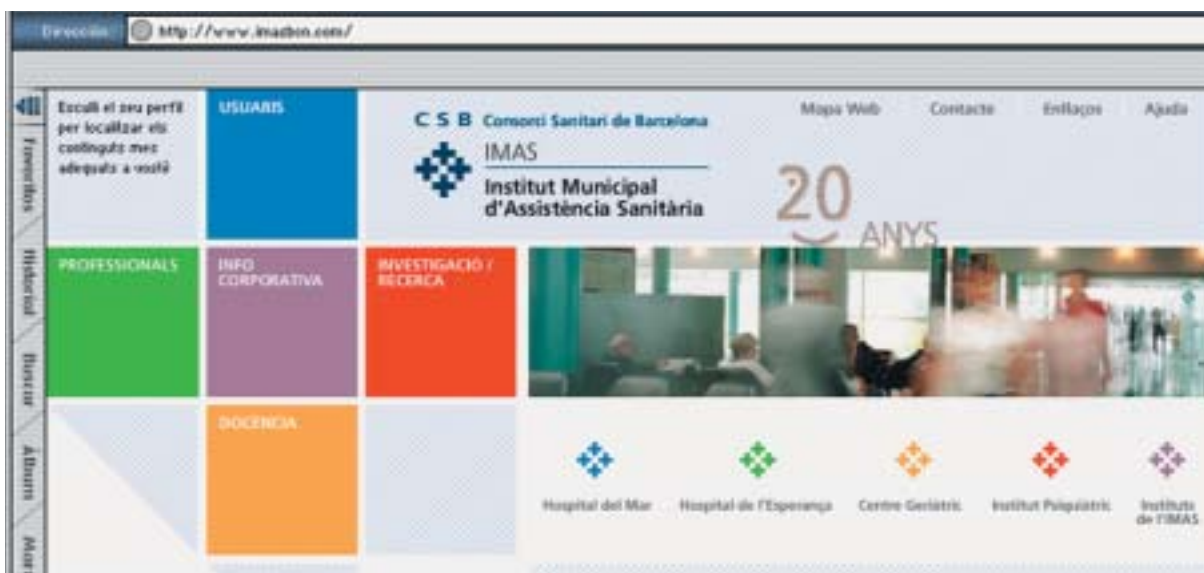 Dirección http://www.imasbcn.com/
Favoritos
Historial
Buscar
Álbums
Escull el seu perfil
per localitzar els
continguts mes
adequats a vostè
USUARIS
PROFESSIONALS
INFO
CORPORATIVA
INVESTIGACIÓ /
RECERCA
DOCENCIA
CSB Consorci Sanitari de Barcelona
IMAS
Institut Municipal
d'Assistència Sanitària
Mapa Web Contacte Enllaços Ajuda
20
ANYS
Hospital del Mar Hospital de l'Esperança Centre Geriàtric Institut Psiquiàtric Instituts
de l'IMAS